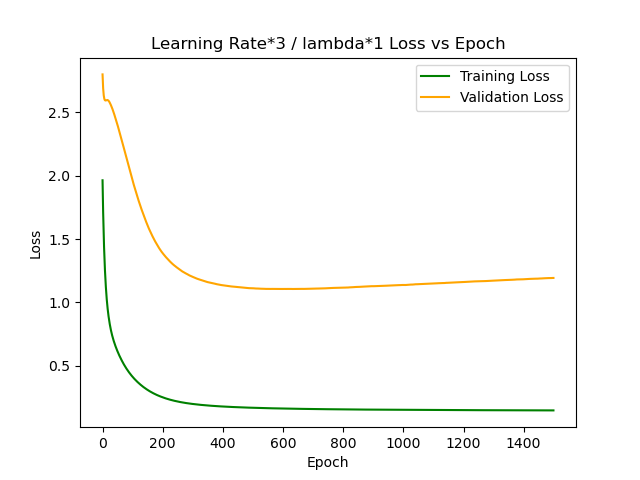 Learning Rate*3 / lambda*1 Loss vs Epoch
Training Loss
Validation Loss
2.5
2.0
1.5
1.0
0.5
Loss
0 200 400 600 800 1000 1200 1400
Epoch